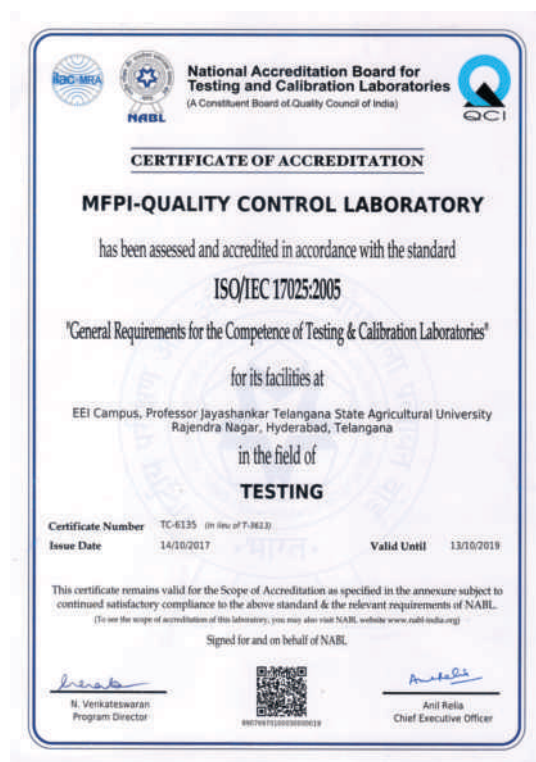 ilac-MRA
NABL
National Accreditation Board for
Testing and Calibration Laboratories
(A Constituent Board of Quality Council of India)
QCI
CERTIFICATE OF ACCREDITATION
MFPI-QUALITY CONTROL LABORATORY
has been assessed and accredited in accordance with the standard
ISO/IEC 17025:2005
"General Requirements for the Competence of Testing & Calibration Laboratories"
for its facilities at
EEI Campus, Professor Jayashankar Telangana State Agricultural University
Rajendra Nagar, Hyderabad, Telangana
in the field of
TESTING
Certificate Number TC-6135 (in lieu of T-3613)
Issue Date 14/10/2017 Valid Until 13/10/2019
This certificate remains valid for the Scope of Accreditation as specified in the annexure subject to
continued satisfactory compliance to the above standard & the relevant requirements of NABL.
(To see the scope of accreditation of this laboratory, you may also visit NABL website www.nabl-india.org)
Signed for and on behalf of NABL
N. Venkateswaran
Program Director
Anil Relia
Chief Executive Officer